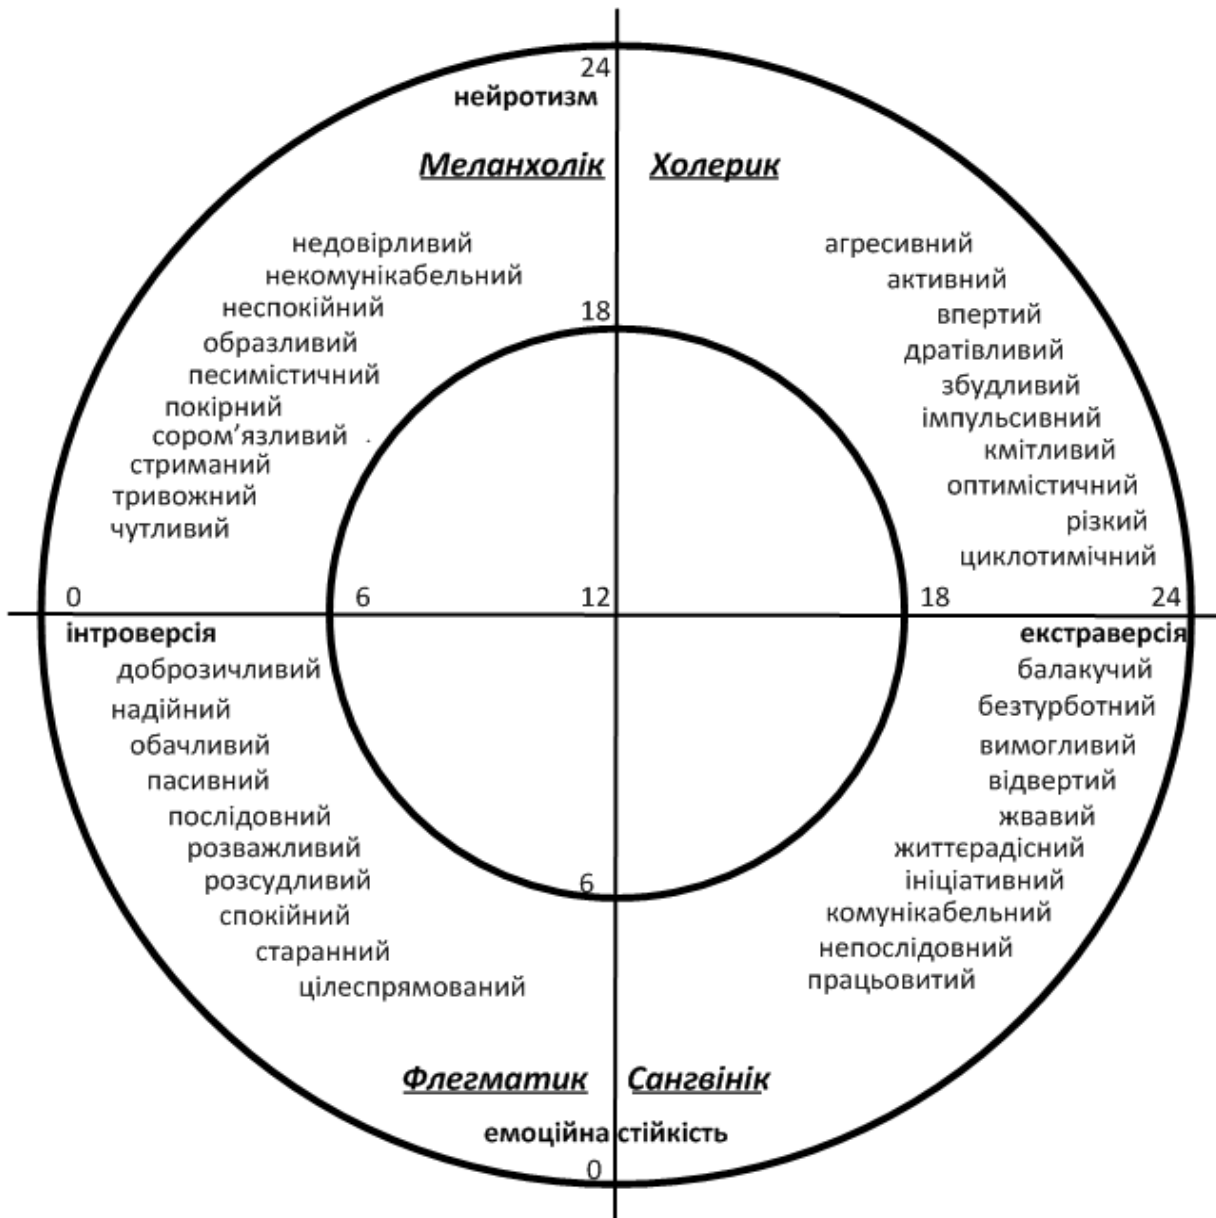 24
нейротизм
Меланхолік
Холерик
недовірливий
некомунікабельний
неспокійний
образливий
песимістичний
покірний
сором’язливий
стриманий
тривожний
чутливий
агресивний
активний
впертий
дратівливий
збудливий
імпульсивний
кмітливий
оптимістичний
різкий
циклотимічний
18
0
6
12
18
24
інтроверсія
екстраверсія
доброзичливий
надійний
обачливий
пасивний
послідовний
розважливий
розсудливий
спокійний
старанний
цілеспрямований
балакучий
безтурботний
вимогливий
відвертий
жвавий
життєрадісний
ініціативний
комунікабельний
непослідовний
працьовитий
6
Флегматик
Сангвінік
емоційна стійкість
0